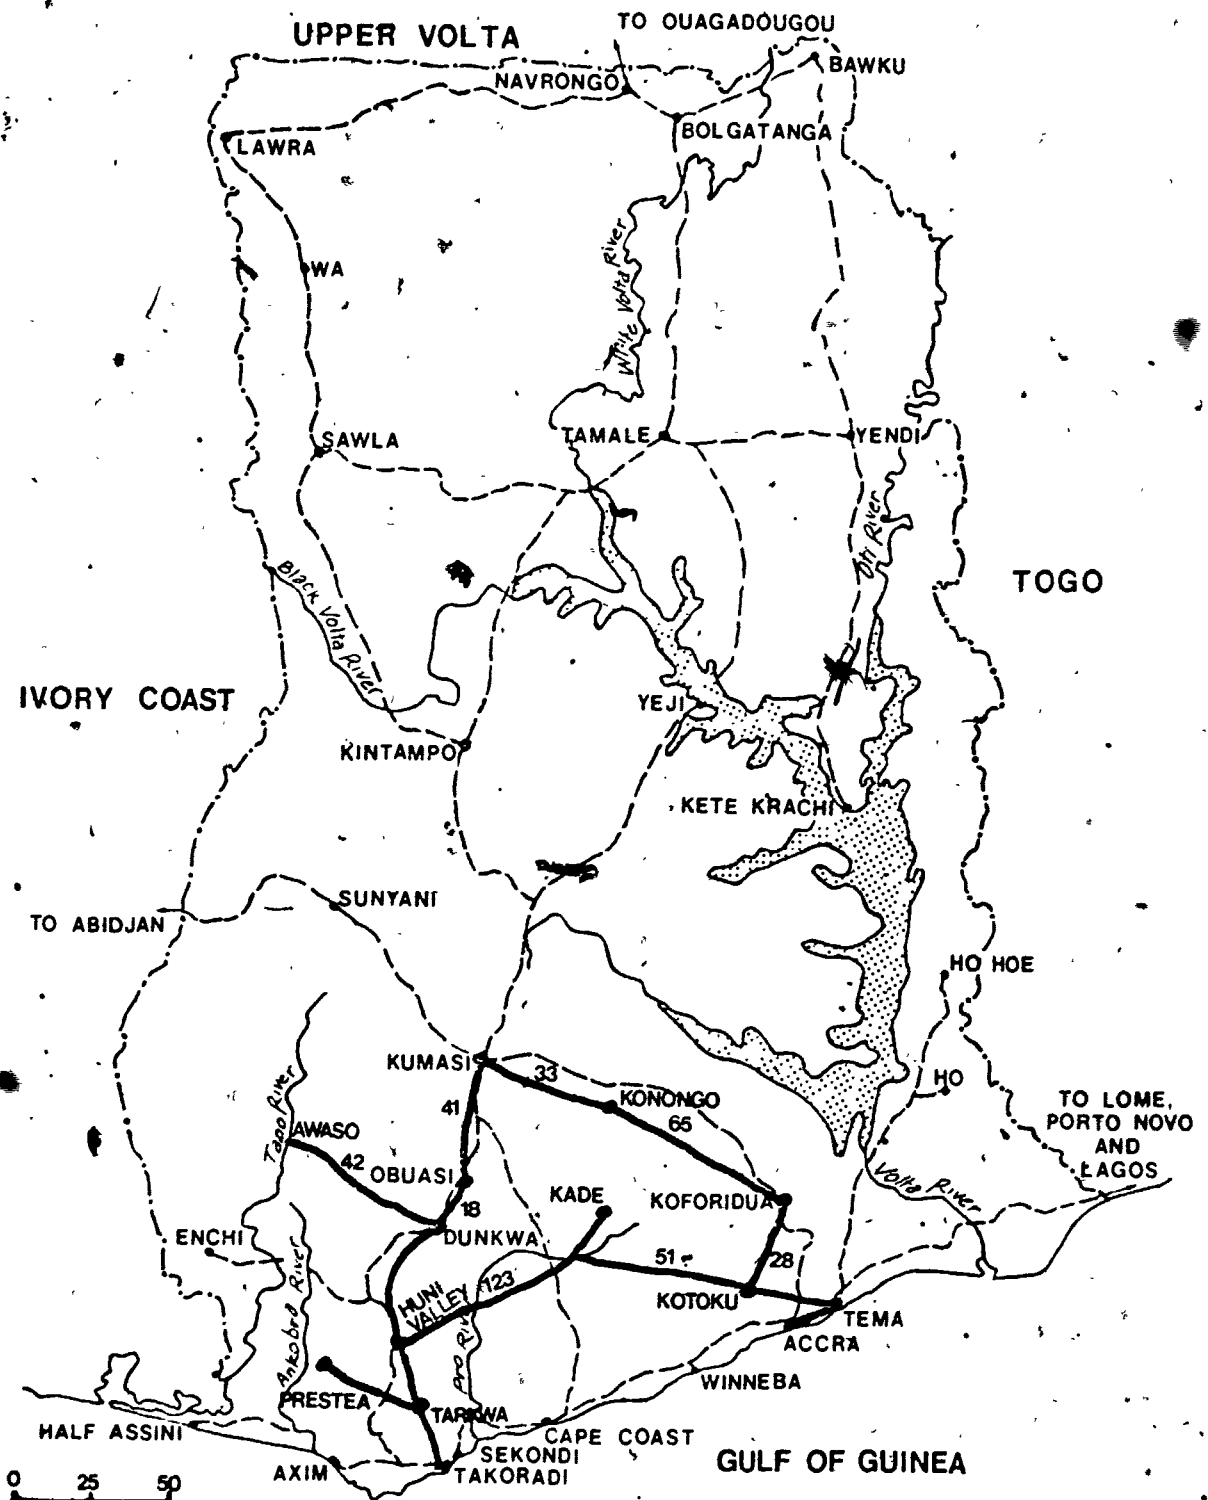 TO OUAGADOUGOU
UPPER VOLTA
BAWKU
NAVRONGO
BOLGATANGA
LAWRA
White Volta River
WA
SAWLA
TAMALE
YENDI
Oti River
Black Volta River
TOGO
IVORY COAST
YEJI
KINTAMPO
KETE KRACHI
SUNYANI
TO ABIDJAN
HO HOE
KUMASI
33
HO
KONONGO
TO LOME,
PORTO NOVO
AND
LAGOS
41
66
Tano River
AWASO
42
OBUASI
KADE
KOFORIDUA
Volta River
18
ENCHI
DUNKWA
51
28
Ankobra River
HUNI
VALLEY
123
KOTOKU
TEMA
ACCRA
Pra River
PRESTEA
TARKWA
WINNEBA
HALF ASSINI
CAPE COAST
SEKONDI
GULF OF GUINEA
AXIM
TAKORADI
0 25 50